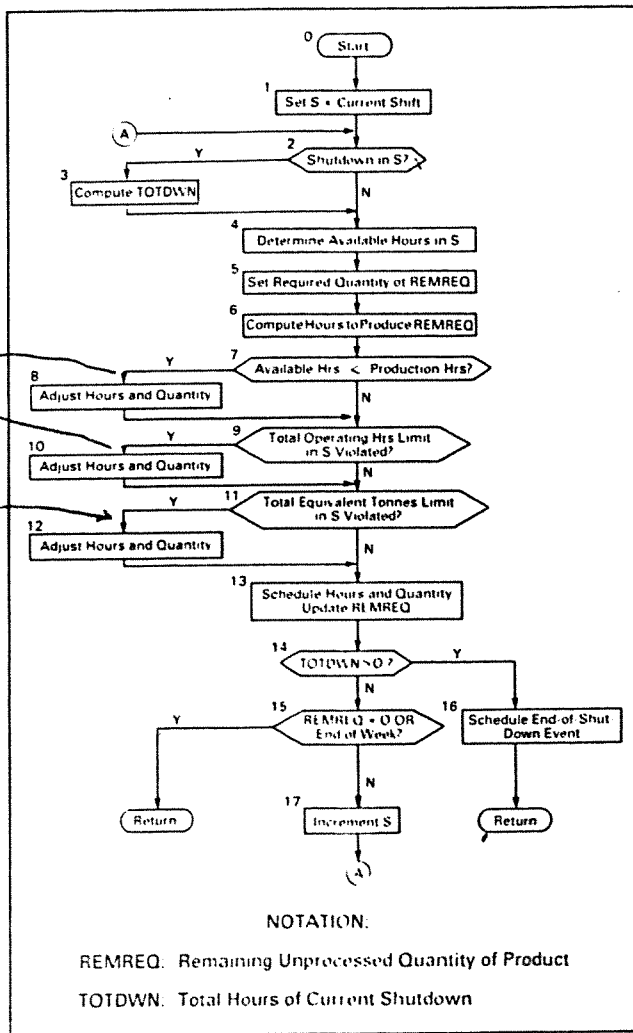 0
Start
1
Set S = Current Shift
A
2
Y
Shutdown in S?
3
Compute TOTDWN
N
4
Determine Available Hours in S
5
Set Required Quantity of REMREQ
6
Compute Hours to Produce REMREQ
7
Y
Available Hrs < Production Hrs?
8
Adjust Hours and Quantity
N
9
Y
Total Operating Hrs Limit
in S Violated?
10
Adjust Hours and Quantity
N
11
Y
Total Equivalent Tonnes Limit
in S Violated?
12
Adjust Hours and Quantity
N
13
Schedule Hours and Quantity
Update REMREQ
14
TOTDWN > 0 ?
Y
N
15
Y
REMREQ = 0 OR
End of Week?
16
Schedule End-of-Shut-
Down Event
N
17
Return
Increment S
Return
A
NOTATION:
REMREQ: Remaining Unprocessed Quantity of Product
TOTDWN: Total Hours of Current Shutdown